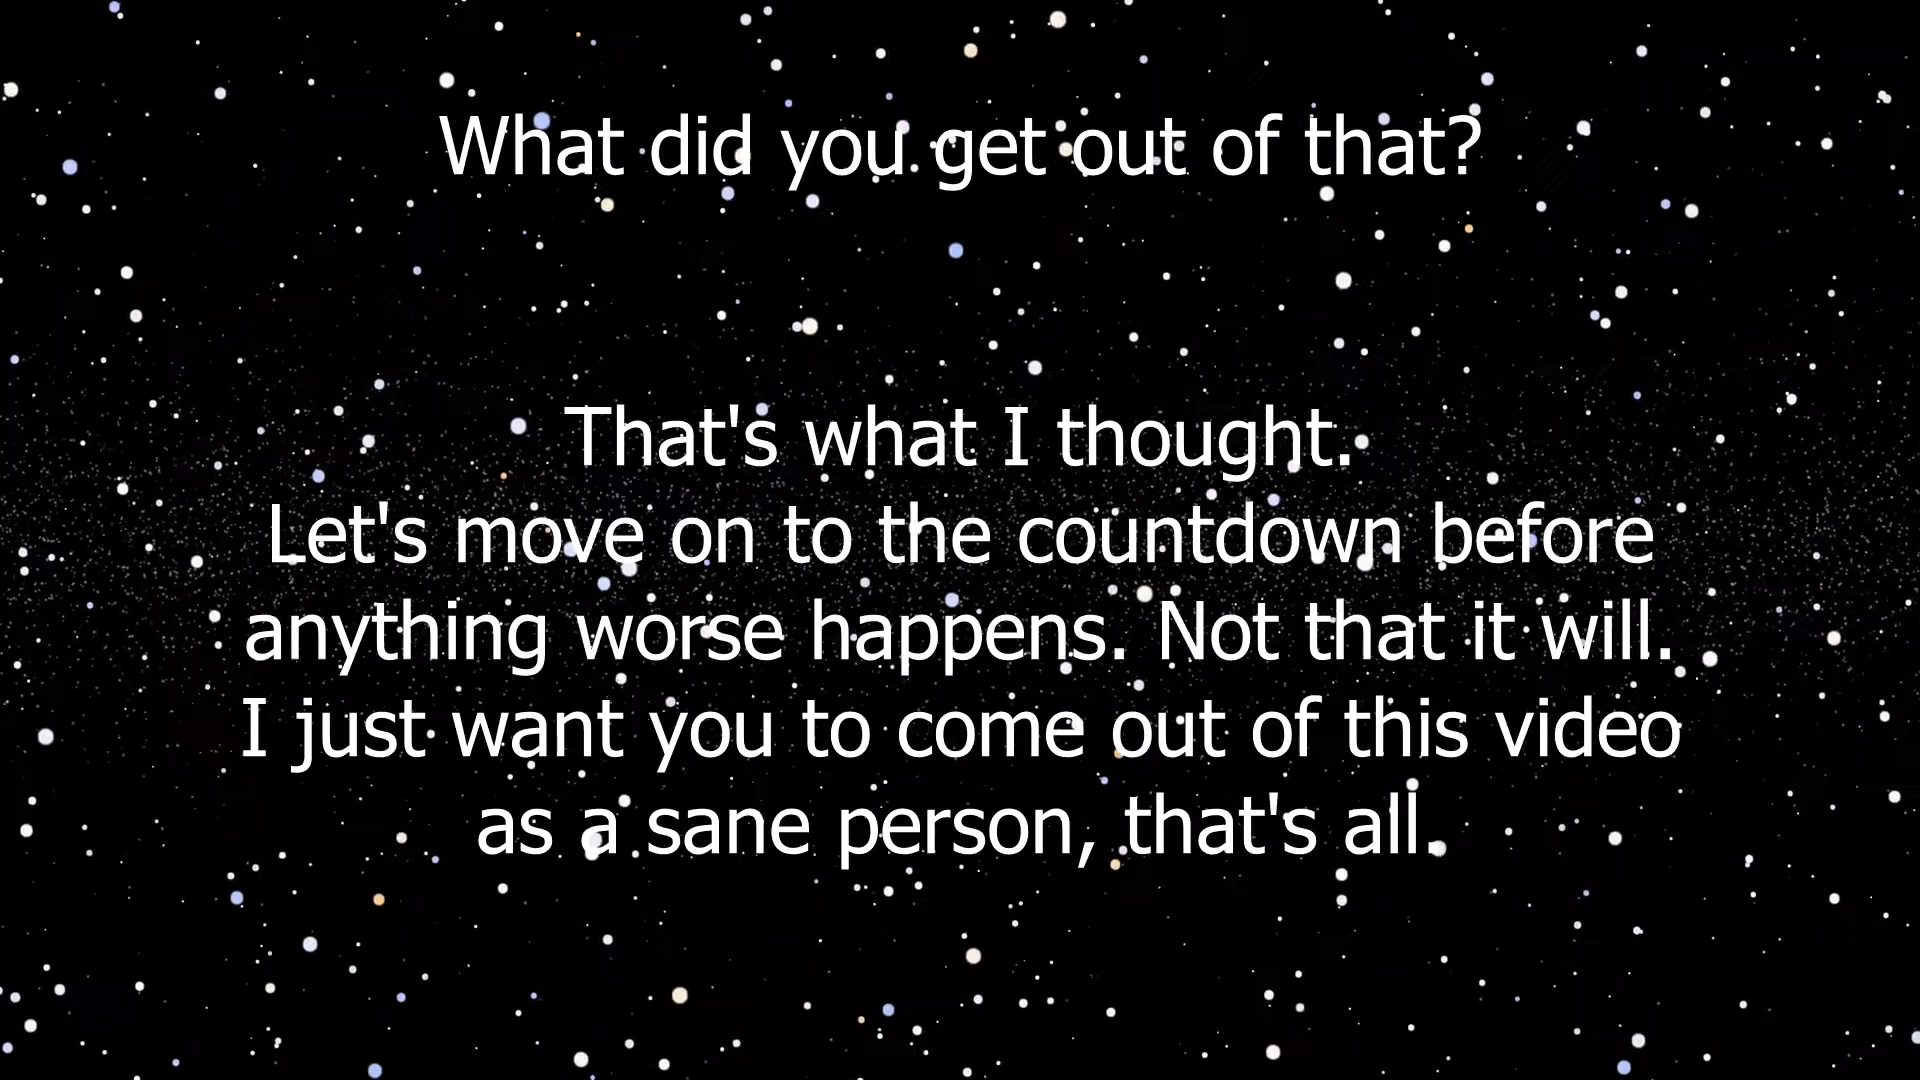 What did you get out of that?
That's what I thought.
Let's move on to the countdown before
anything worse happens. Not that it will.
I just want you to come out of this video
as a sane person, that's all.